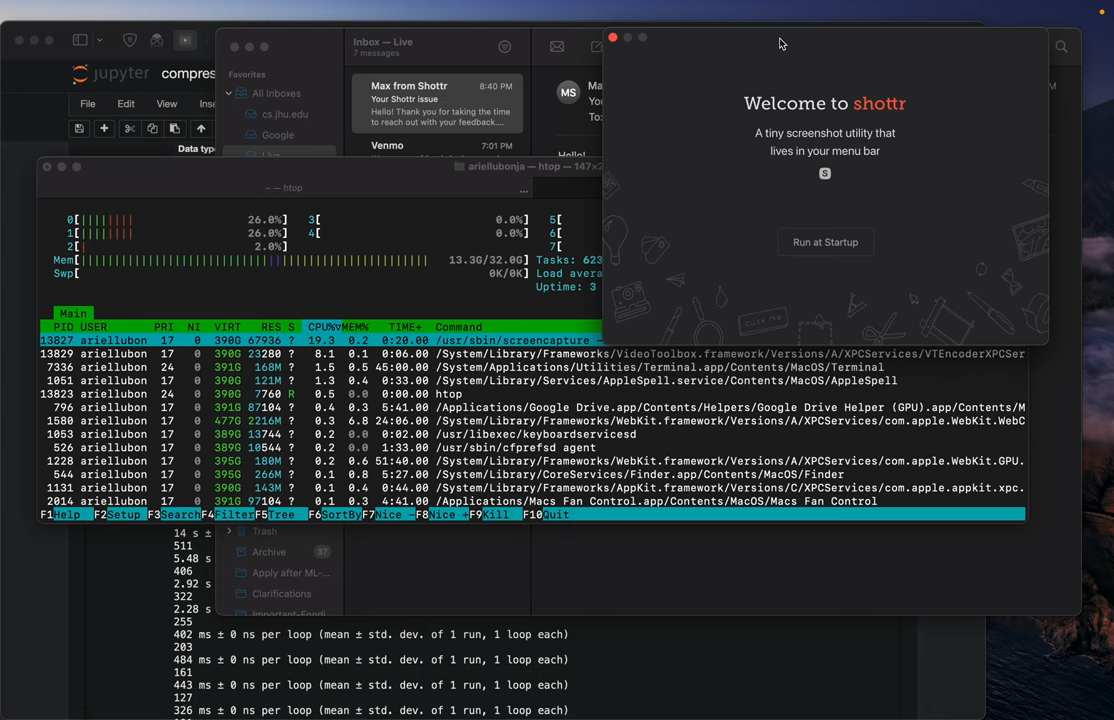 jupyter compres
File Edit View Inse
Data type
Inbox — Live
7 messages
Favorites
All Inboxes
cs.jhu.edu
Google
Live
Max from Shottr 8:40 PM
Your Shottr issue
Hello! Thank you for taking the time
to reach out with your feedback....
Venmo 7:01 PM
MS
Ma
You
To:
Hello!
Welcome to shottr
A tiny screenshot utility that
lives in your menu bar
S
Run at Startup
ariellubonja — htop — 147×2
~ — htop ...
0[|||||||| 26.0%] 3[ 0.0%] 5[
1[|||||||| 26.0%] 4[ 0.0%] 6[
2[| 2.0%] 7[
Mem[ 13.3G/32.0G] Tasks: 623
Swp[ 0K/0K] Load avera
Uptime: 3
Main
PID USER PRI NI VIRT RES S CPU%▽MEM% TIME+ Command
13827 ariellubon 17 0 390G 67936 ? 19.3 0.2 0:20.00 /usr/sbin/screencapture –
13829 ariellubon 17 0 390G 23280 ? 8.1 0.1 0:06.00 /System/Library/Frameworks/VideoToolbox.framework/Versions/A/XPCServices/VTEncoderXPCSer
7336 ariellubon 24 0 391G 168M ? 1.5 0.5 45:00.00 /System/Applications/Utilities/Terminal.app/Contents/MacOS/Terminal
1051 ariellubon 17 0 390G 121M ? 1.3 0.4 0:33.00 /System/Library/Services/AppleSpell.service/Contents/MacOS/AppleSpell
13823 ariellubon 24 0 390G 7760 R 0.5 0.0 0:00.00 htop
796 ariellubon 17 0 391G 87104 ? 0.4 0.3 5:41.00 /Applications/Google Drive.app/Contents/Helpers/Google Drive Helper (GPU).app/Contents/M
1580 ariellubon 17 0 477G 2216M ? 0.3 6.8 24:06.00 /System/Library/Frameworks/WebKit.framework/Versions/A/XPCServices/com.apple.WebKit.WebC
1053 ariellubon 17 0 389G 13744 ? 0.2 0.0 0:02.00 /usr/libexec/keyboardservicesd
526 ariellubon 17 0 389G 10544 ? 0.2 0.0 1:33.00 /usr/sbin/cfprefsd agent
1228 ariellubon 17 0 395G 180M ? 0.2 0.6 51:40.00 /System/Library/Frameworks/WebKit.framework/Versions/A/XPCServices/com.apple.WebKit.GPU.
544 ariellubon 17 0 395G 266M ? 0.1 0.8 5:27.00 /System/Library/CoreServices/Finder.app/Contents/MacOS/Finder
1131 ariellubon 17 0 390G 143M ? 0.1 0.4 0:44.00 /System/Library/Frameworks/AppKit.framework/Versions/C/XPCServices/com.apple.appkit.xpc.
2014 ariellubon 17 0 391G 97104 ? 0.1 0.3 4:41.00 /Applications/Macs Fan Control.app/Contents/MacOS/Macs Fan Control
F1Help F2Setup F3SearchF4FilterF5Tree F6SortByF7Nice -F8Nice +F9Kill F10Quit
Trash
Archive 37
Apply after ML-...
Clarifications
Important-Fondi
14 s ±
511
5.48 s
406
2.92 s
322
2.28 s
255
402 ms ± 0 ns per loop (mean ± std. dev. of 1 run, 1 loop each)
203
484 ms ± 0 ns per loop (mean ± std. dev. of 1 run, 1 loop each)
161
443 ms ± 0 ns per loop (mean ± std. dev. of 1 run, 1 loop each)
127
326 ms ± 0 ns per loop (mean ± std. dev. of 1 run, 1 loop each)